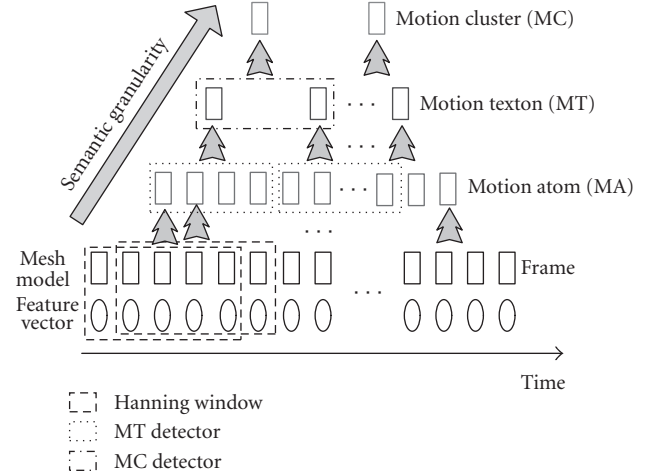 Motion cluster (MC)
Semantic granularity
. . .
Motion texton (MT)
. . .
. . .
Motion atom (MA)
. . .
Mesh
model
Frame
. . .
Feature
vector
Time
Hanning window
MT detector
MC detector